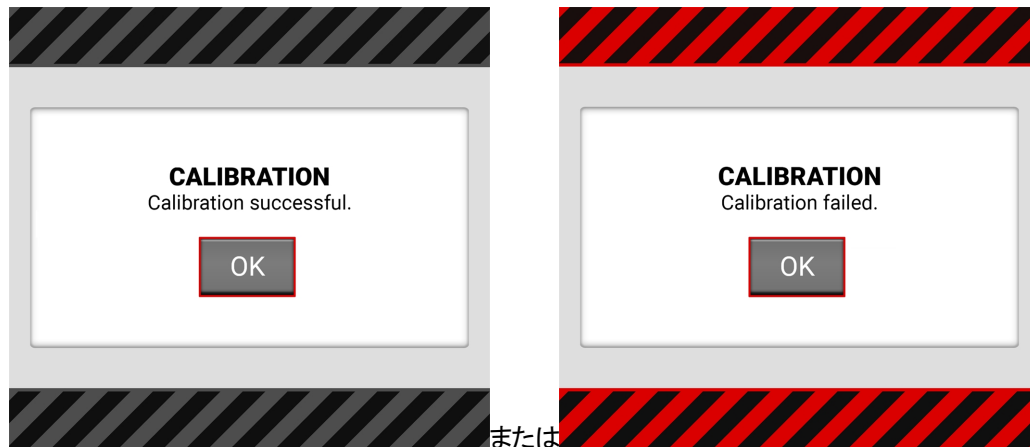 CALIBRATION
Calibration successful.
OK
または
CALIBRATION
Calibration failed.
OK